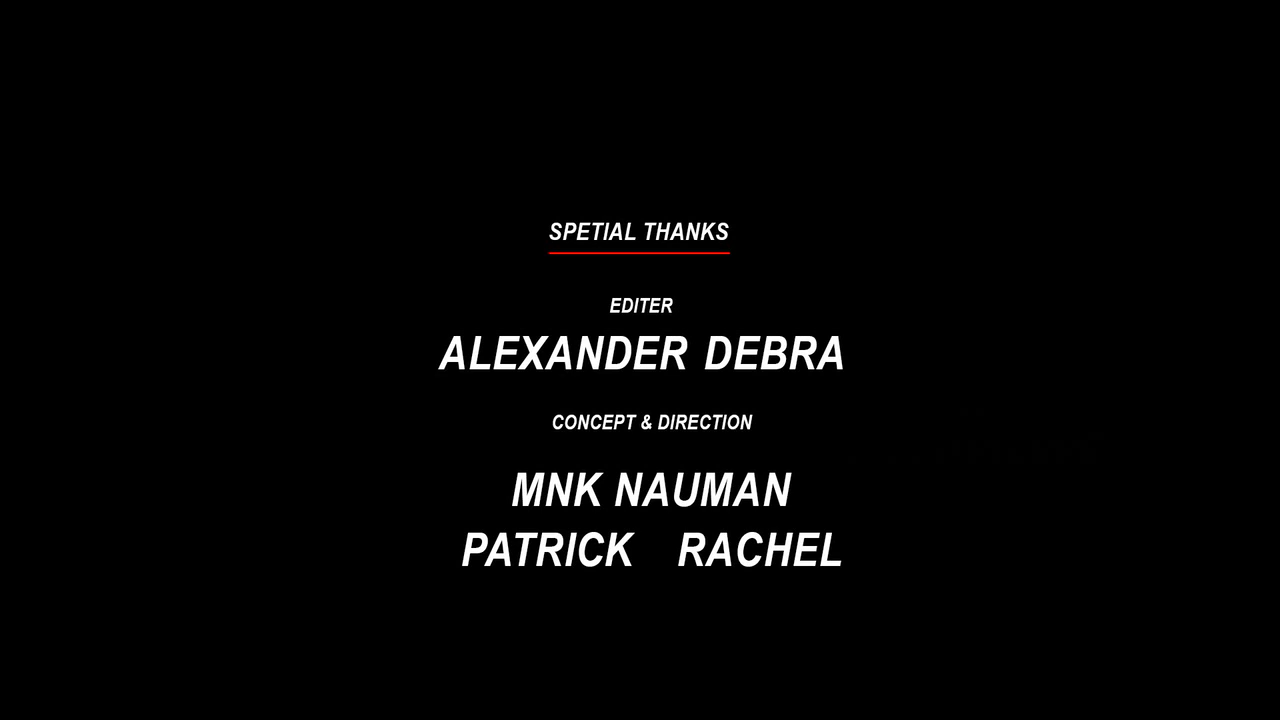 SPETIAL THANKS
EDITER
ALEXANDER DEBRA
CONCEPT & DIRECTION
MNK NAUMAN
PATRICK RACHEL